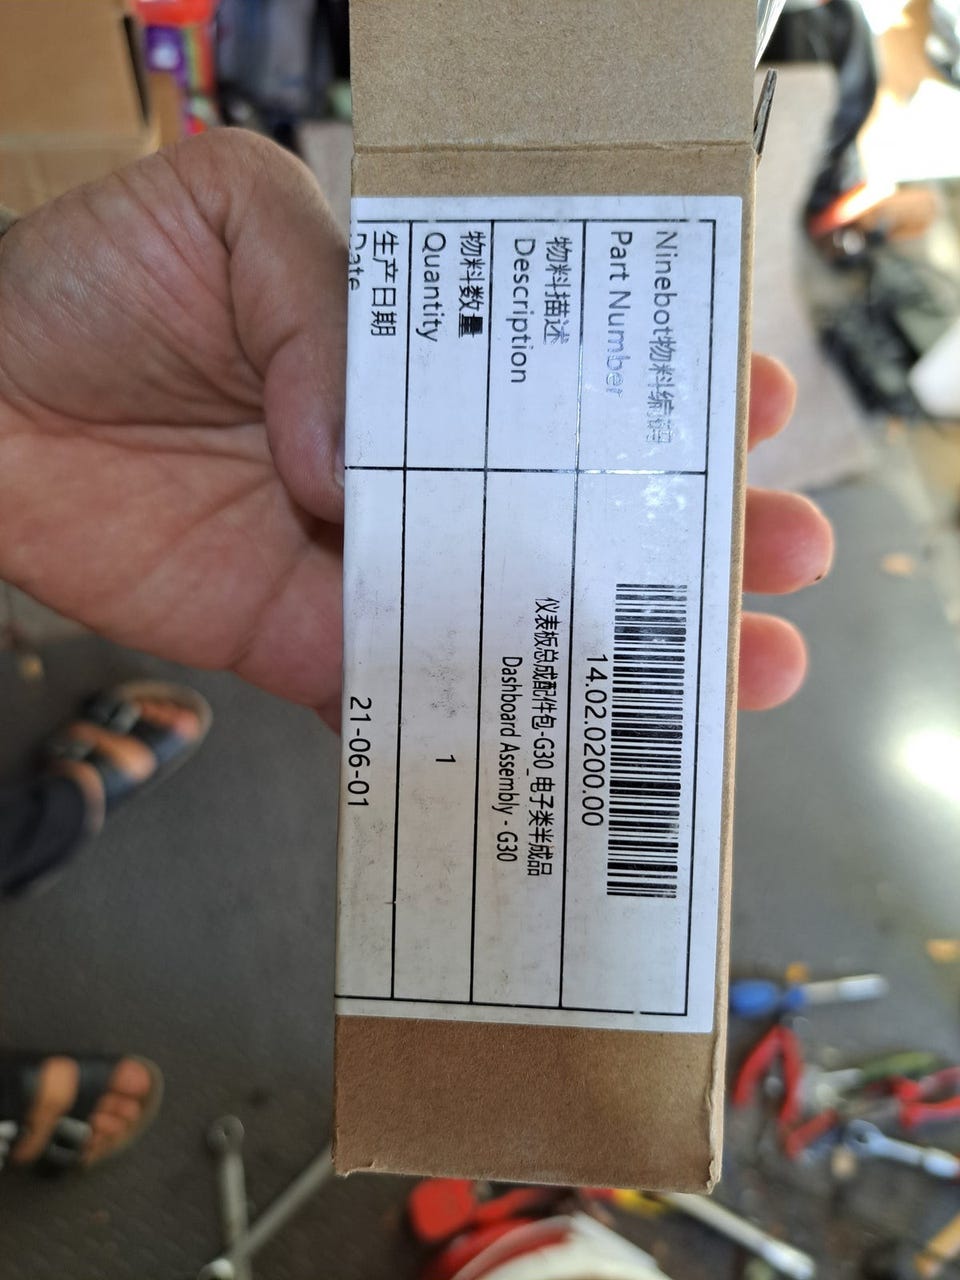 Ninebot物料编码
Part Number
14.02.0200.00
物料描述
Description
仪表板总成配件包-G30_电子类半成品
Dashboard Assembly - G30
物料数量
Quantity
1
生产日期
Date
21-06-01